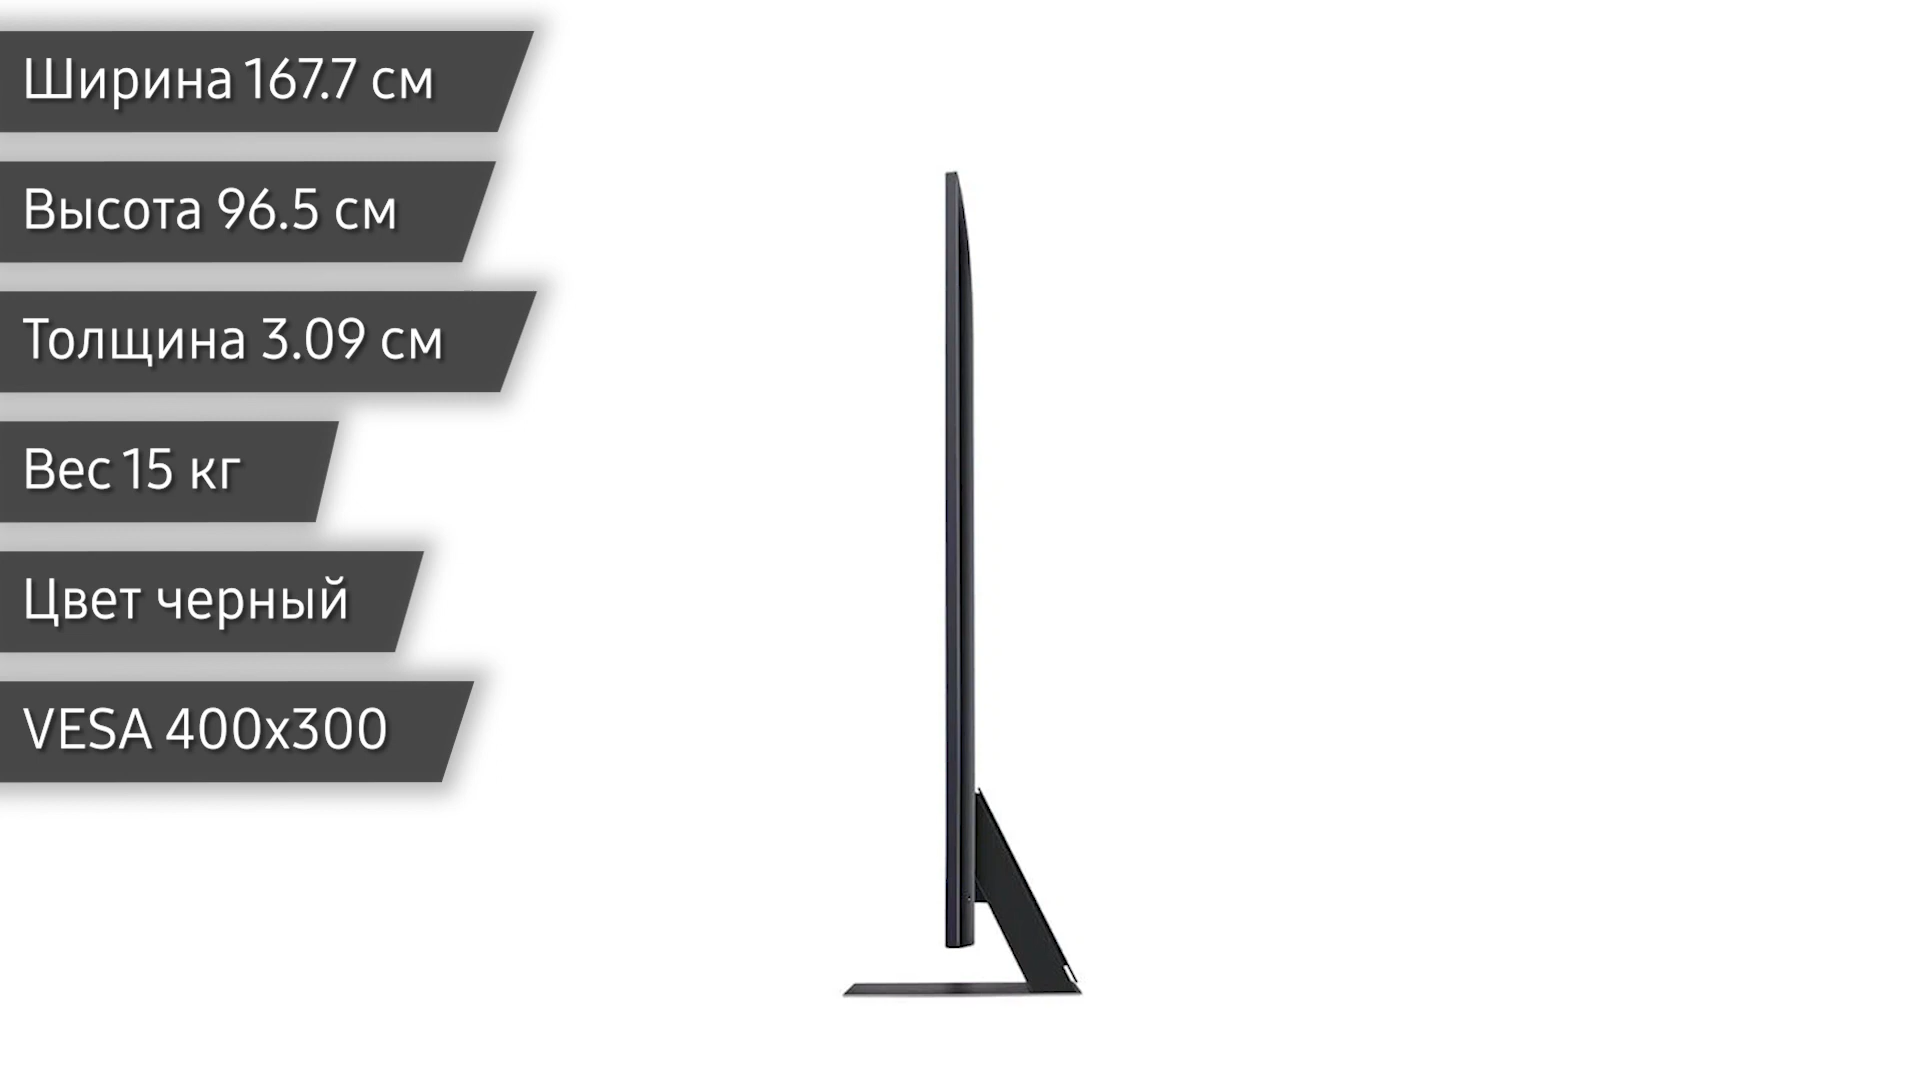 Ширина 167.7 см
Высота 96.5 см
Толщина 3.09 см
Вес 15 кг
Цвет черный
VESA 400x300